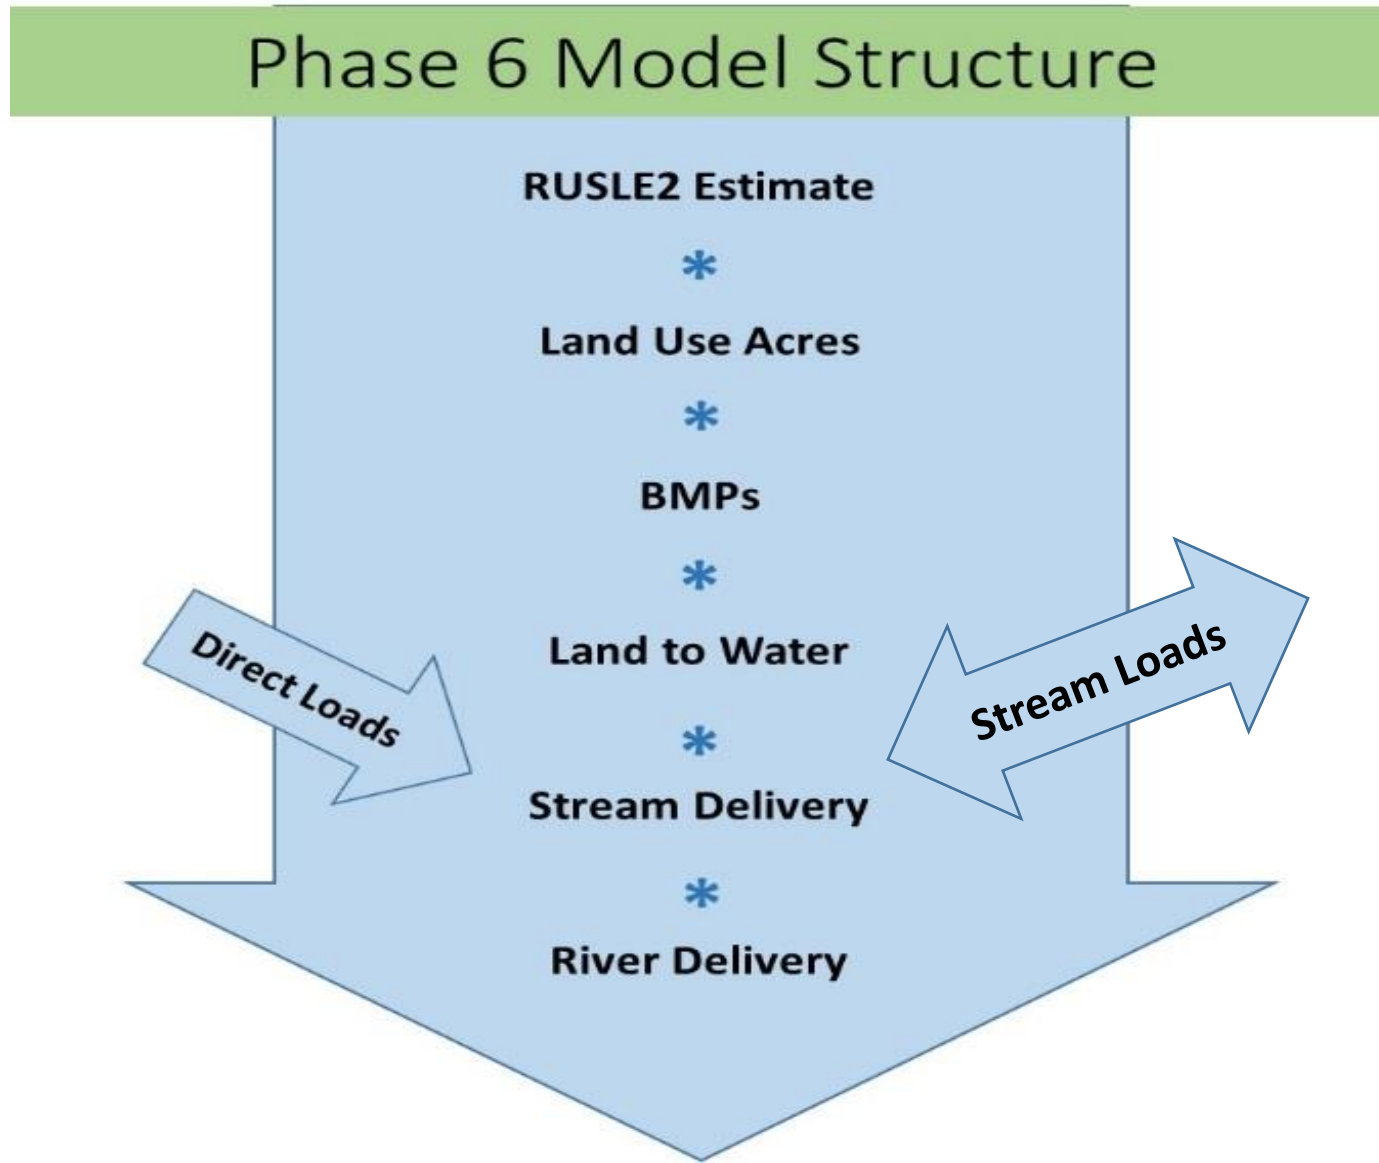 Phase 6 Model Structure
RUSLE2 Estimate
*
Land Use Acres
*
BMPs
*
Land to Water
Direct Loads
Stream Loads
*
Stream Delivery
*
River Delivery